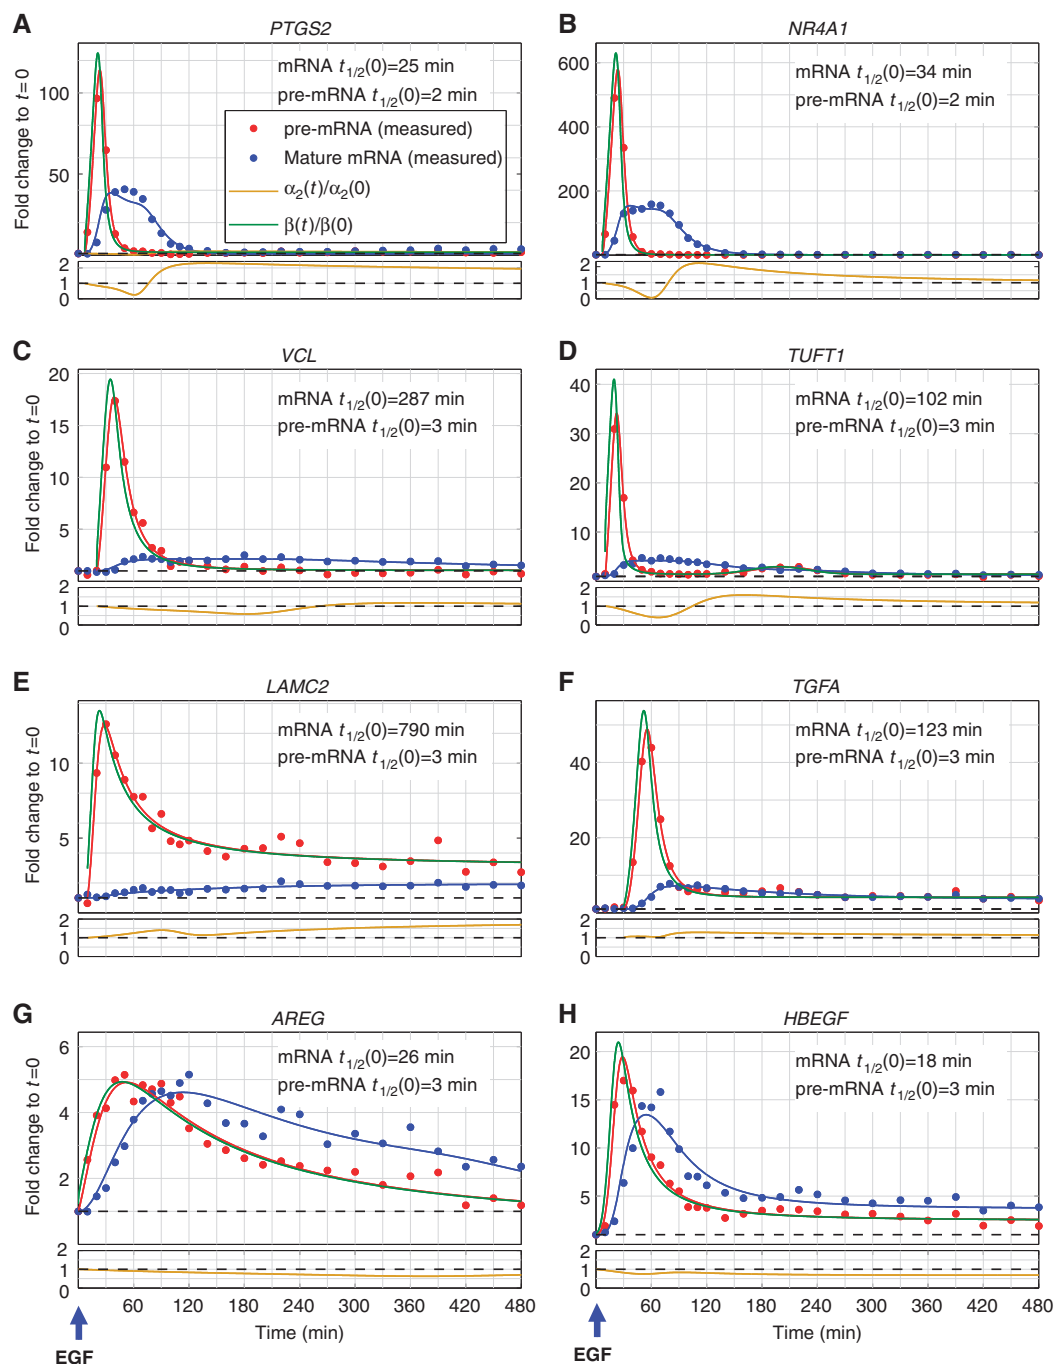 A
PTGS2
Fold change to t=0
100
50
mRNA t1/2(0)=25 min
pre-mRNA t1/2(0)=2 min
pre-mRNA (measured)
Mature mRNA (measured)
α2(t)/α2(0)
β(t)/β(0)
2
1
0
B
NR4A1
600
400
200
mRNA t1/2(0)=34 min
pre-mRNA t1/2(0)=2 min
2
1
0
C
VCL
Fold change to t=0
20
15
10
5
mRNA t1/2(0)=287 min
pre-mRNA t1/2(0)=3 min
2
1
0
D
TUFT1
40
30
20
10
mRNA t1/2(0)=102 min
pre-mRNA t1/2(0)=3 min
2
1
0
E
LAMC2
Fold change to t=0
10
5
mRNA t1/2(0)=790 min
pre-mRNA t1/2(0)=3 min
2
1
0
F
TGFA
40
20
mRNA t1/2(0)=123 min
pre-mRNA t1/2(0)=3 min
2
1
0
G
AREG
Fold change to t=0
6
4
2
mRNA t1/2(0)=26 min
pre-mRNA t1/2(0)=3 min
2
1
0
60 120 180 240 300 360 420 480
Time (min)
EGF
H
HBEGF
20
15
10
5
mRNA t1/2(0)=18 min
pre-mRNA t1/2(0)=3 min
2
1
0
60 120 180 240 300 360 420 480
Time (min)
EGF